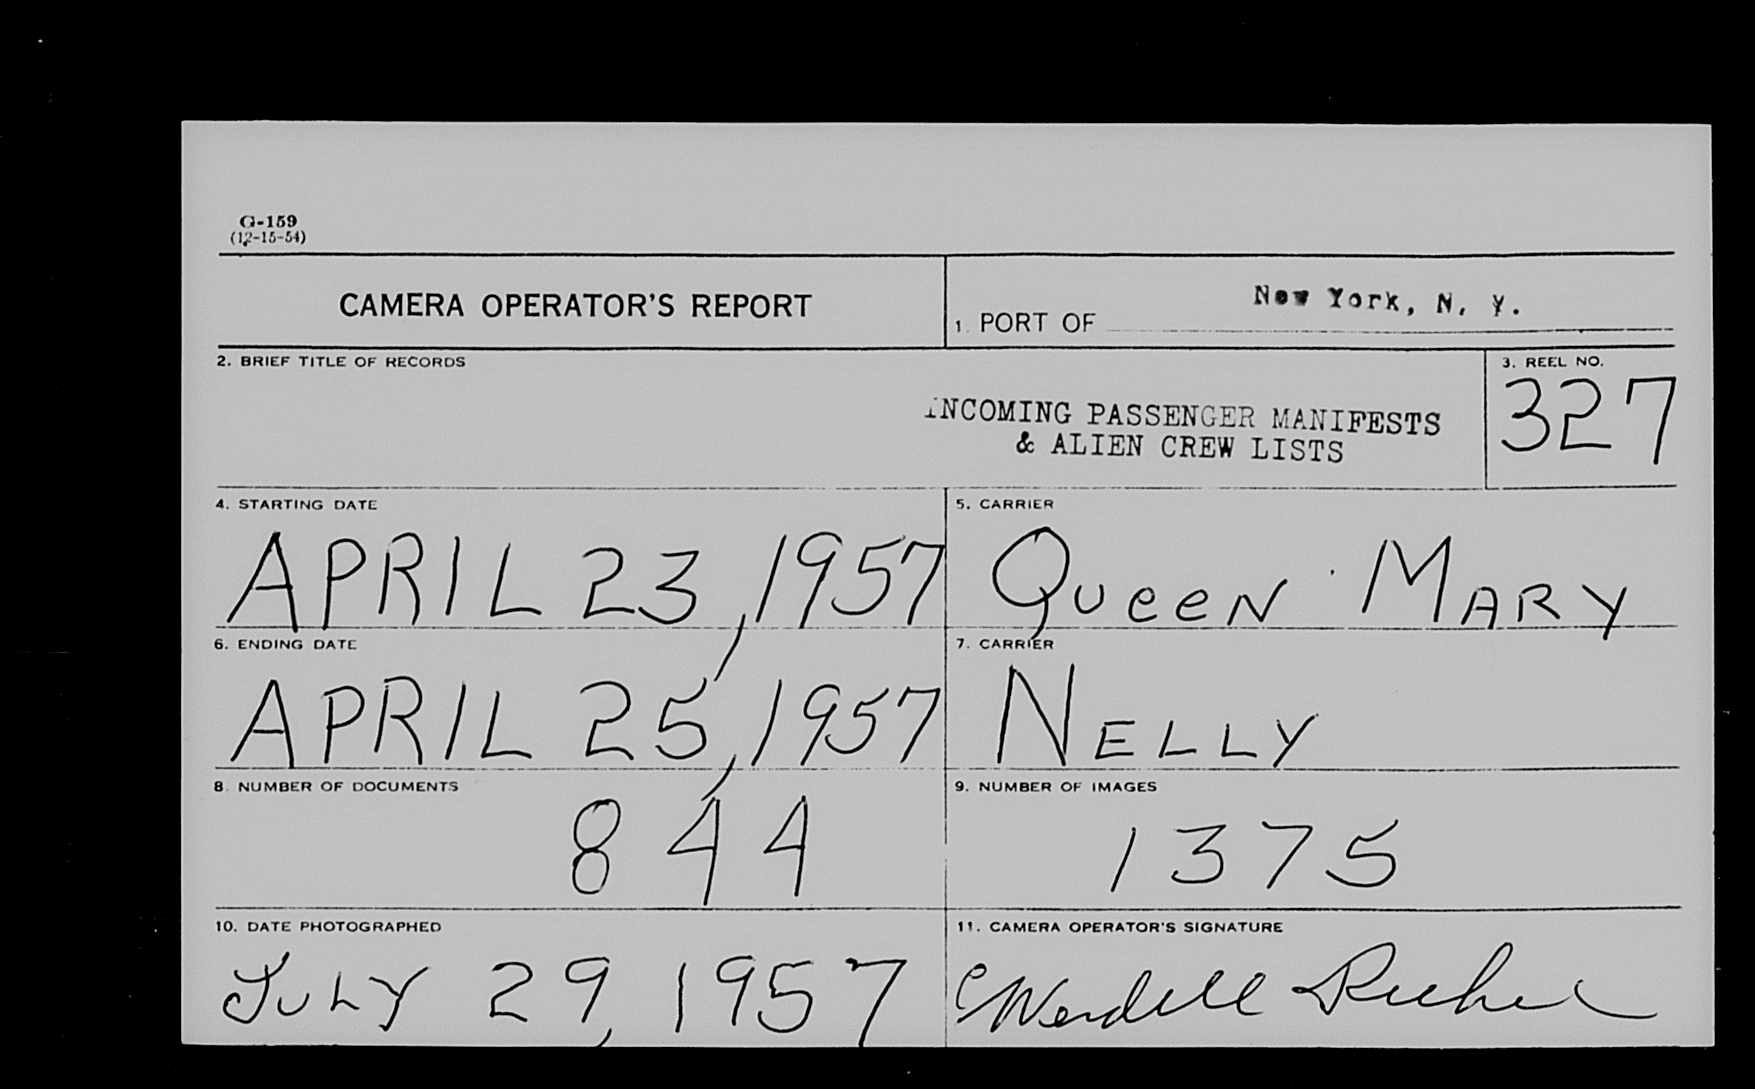 G-159
(12-15-54)
CAMERA OPERATOR'S REPORT
1. PORT OF New York, N. Y.
2. BRIEF TITLE OF RECORDS
INCOMING PASSENGER MANIFESTS
& ALIEN CREW LISTS
3. REEL NO.
327
4. STARTING DATE
APRIL 23, 1957
5. CARRIER
QUEEN MARY
6. ENDING DATE
APRIL 25, 1957
7. CARRIER
NELLY
8. NUMBER OF DOCUMENTS
844
9. NUMBER OF IMAGES
1375
10. DATE PHOTOGRAPHED
JULY 29, 1957
11. CAMERA OPERATOR'S SIGNATURE
Wendell